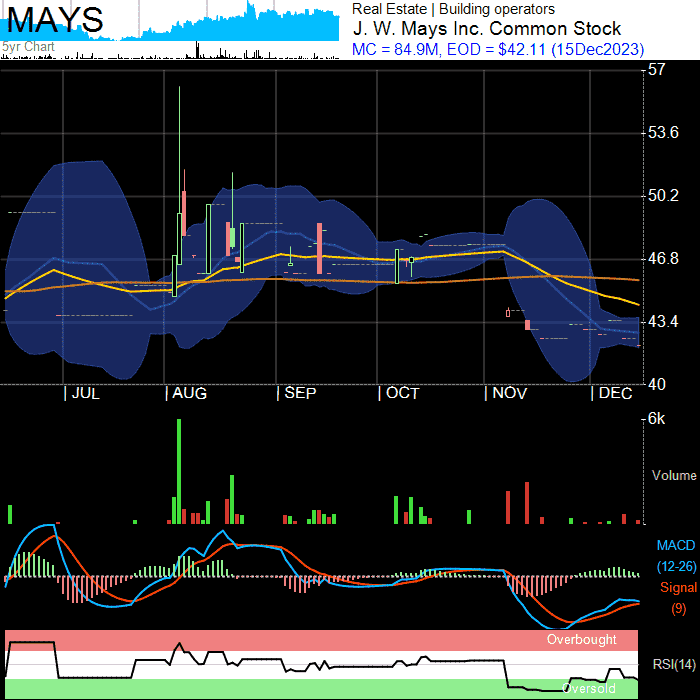 MAYS
5yr Chart
Real Estate | Building operators
J. W. Mays Inc. Common Stock
MC = 84.9M, EOD = $42.11 (15Dec2023)
57
53.6
50.2
46.8
43.4
40
JUL
AUG
SEP
OCT
NOV
DEC
6k
Volume
MACD
(12-26)
Signal
(9)
Overbought
RSI(14)
Oversold